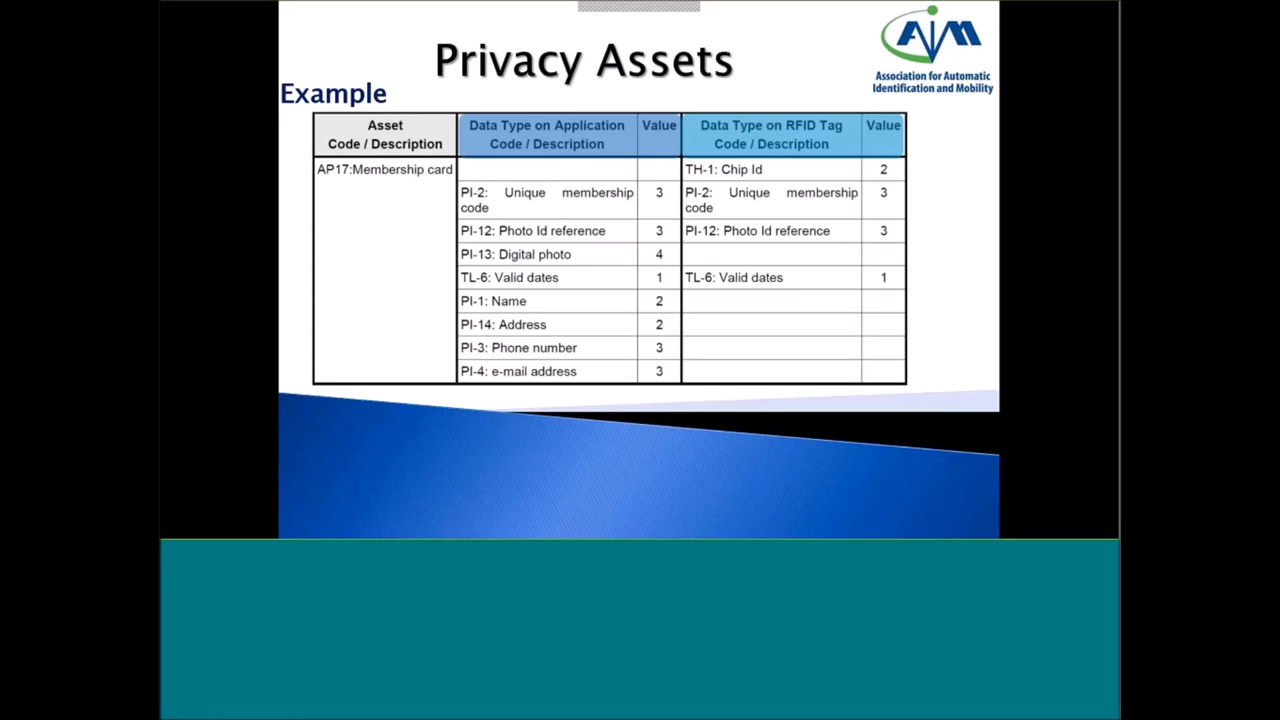 Privacy Assets
AIM
Association for Automatic
Identification and Mobility
Example
Asset
Code / Description
Data Type on Application
Code / Description
Value
Data Type on RFID Tag
Code / Description
Value
AP17:Membership card
TH-1: Chip Id 2
PI-2: Unique membership
code
3
PI-2: Unique membership
code
3
PI-12: Photo Id reference 3 PI-12: Photo Id reference 3
PI-13: Digital photo 4
TL-6: Valid dates 1 TL-6: Valid dates 1
PI-1: Name 2
PI-14: Address 2
PI-3: Phone number 3
PI-4: e-mail address 3